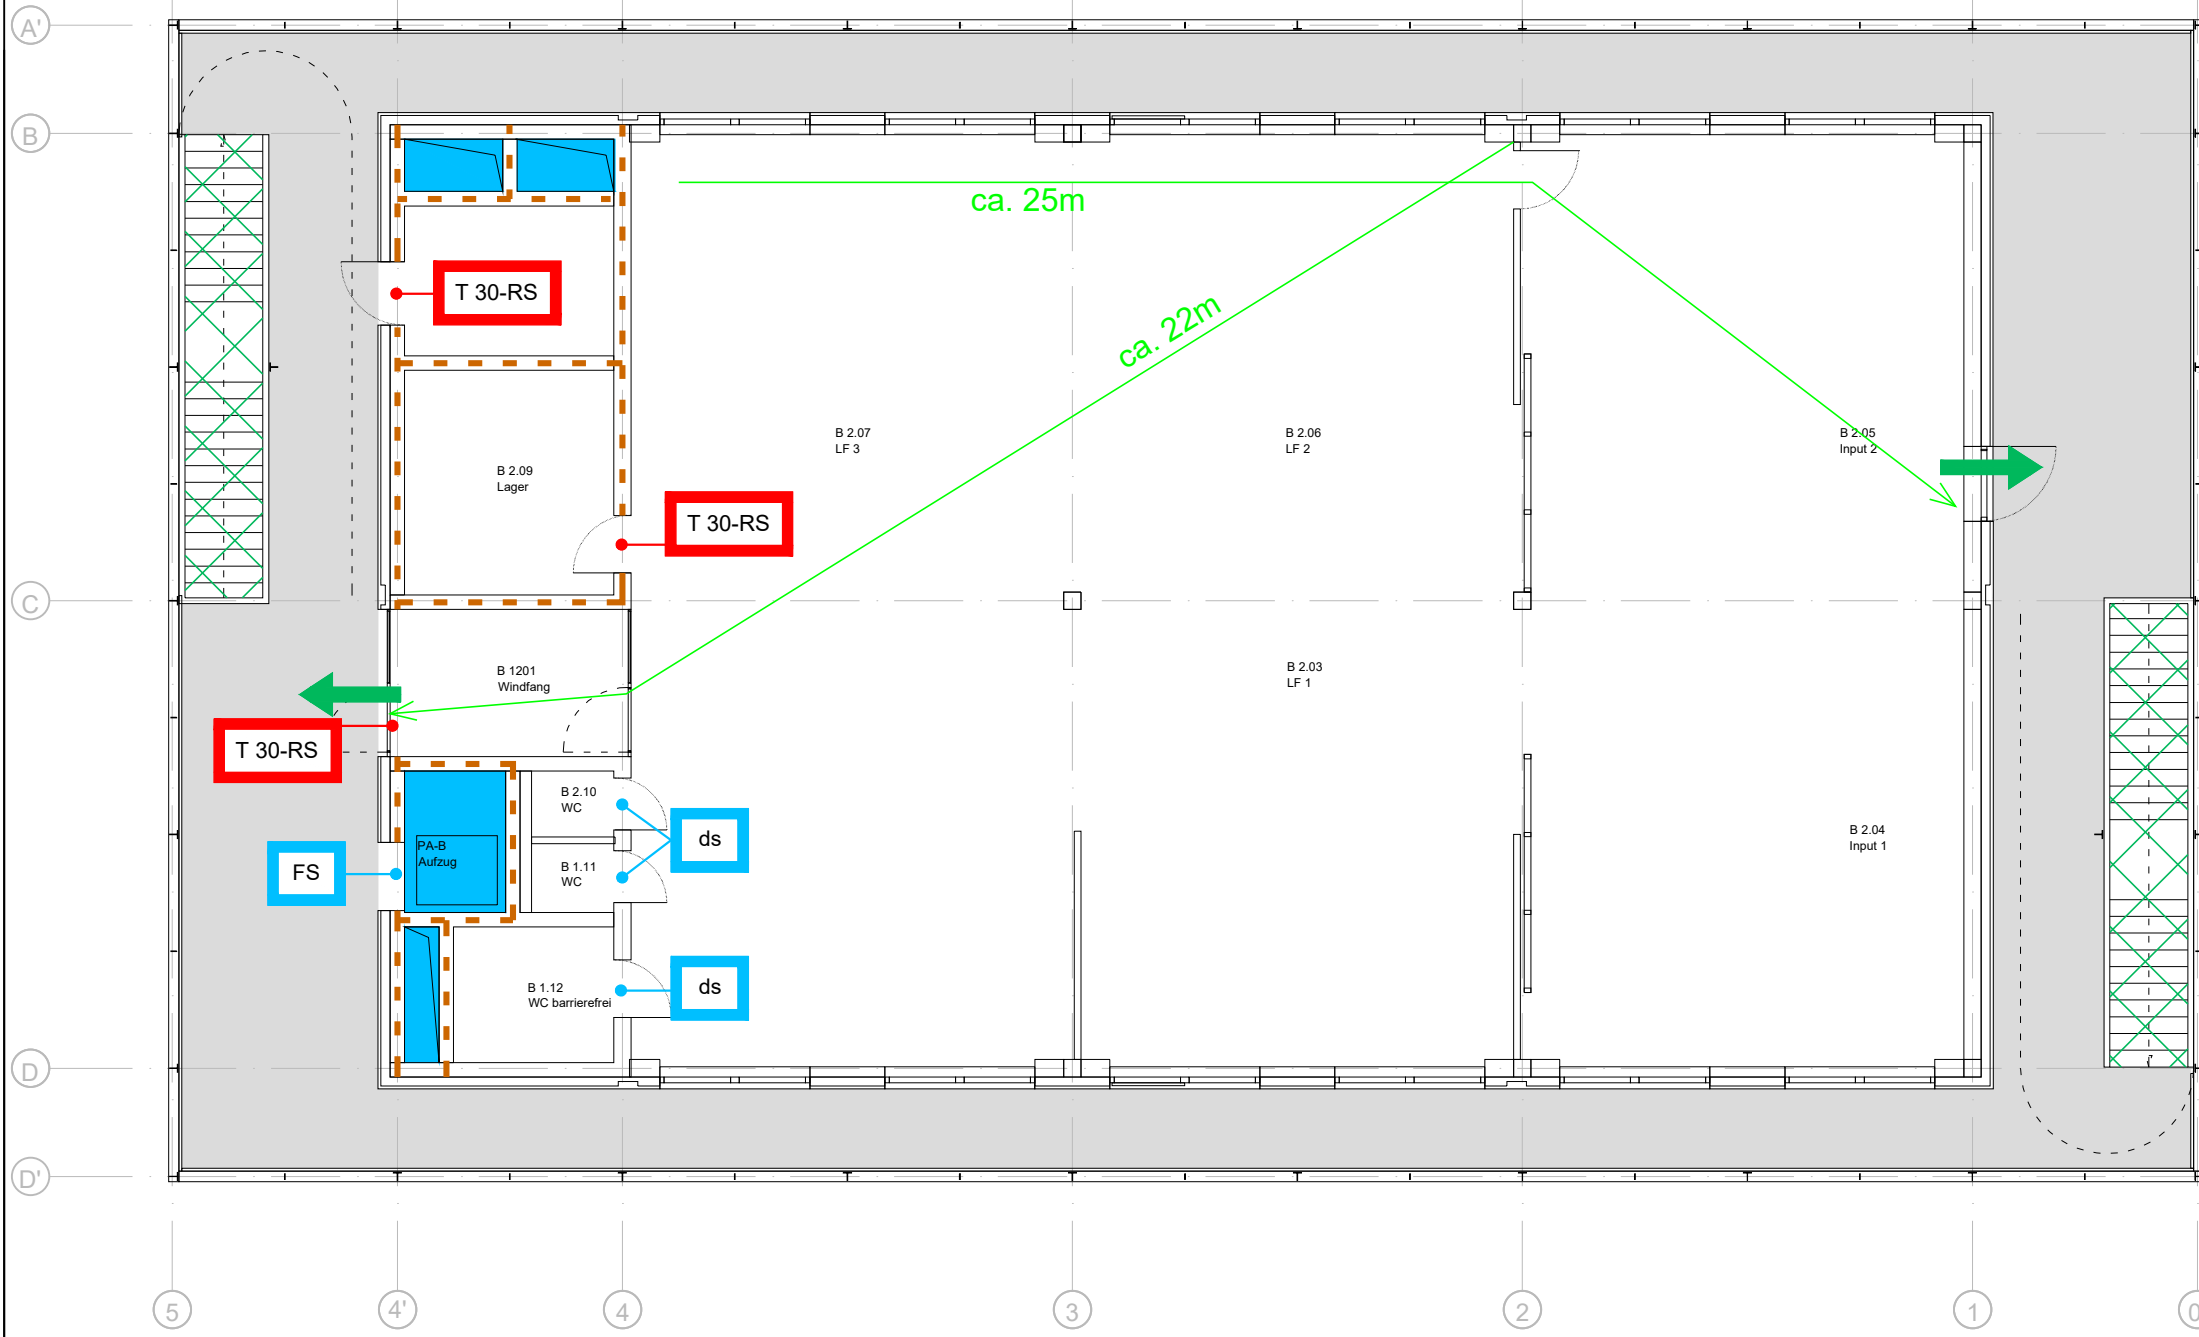 A'
B
ca. 25m
T 30-RS
ca. 22m
B 2.07
LF 3
B 2.06
LF 2
B 2.05
Input 2
B 2.09
Lager
T 30-RS
C
B 1201
Windfang
B 2.03
LF 1
T 30-RS
B 2.10
WC
ds
B 2.04
Input 1
PA-B
Aufzug
FS
B 1.11
WC
B 1.12
WC barrierefrei
ds
D
D'
5
4'
4
3
2
1
0